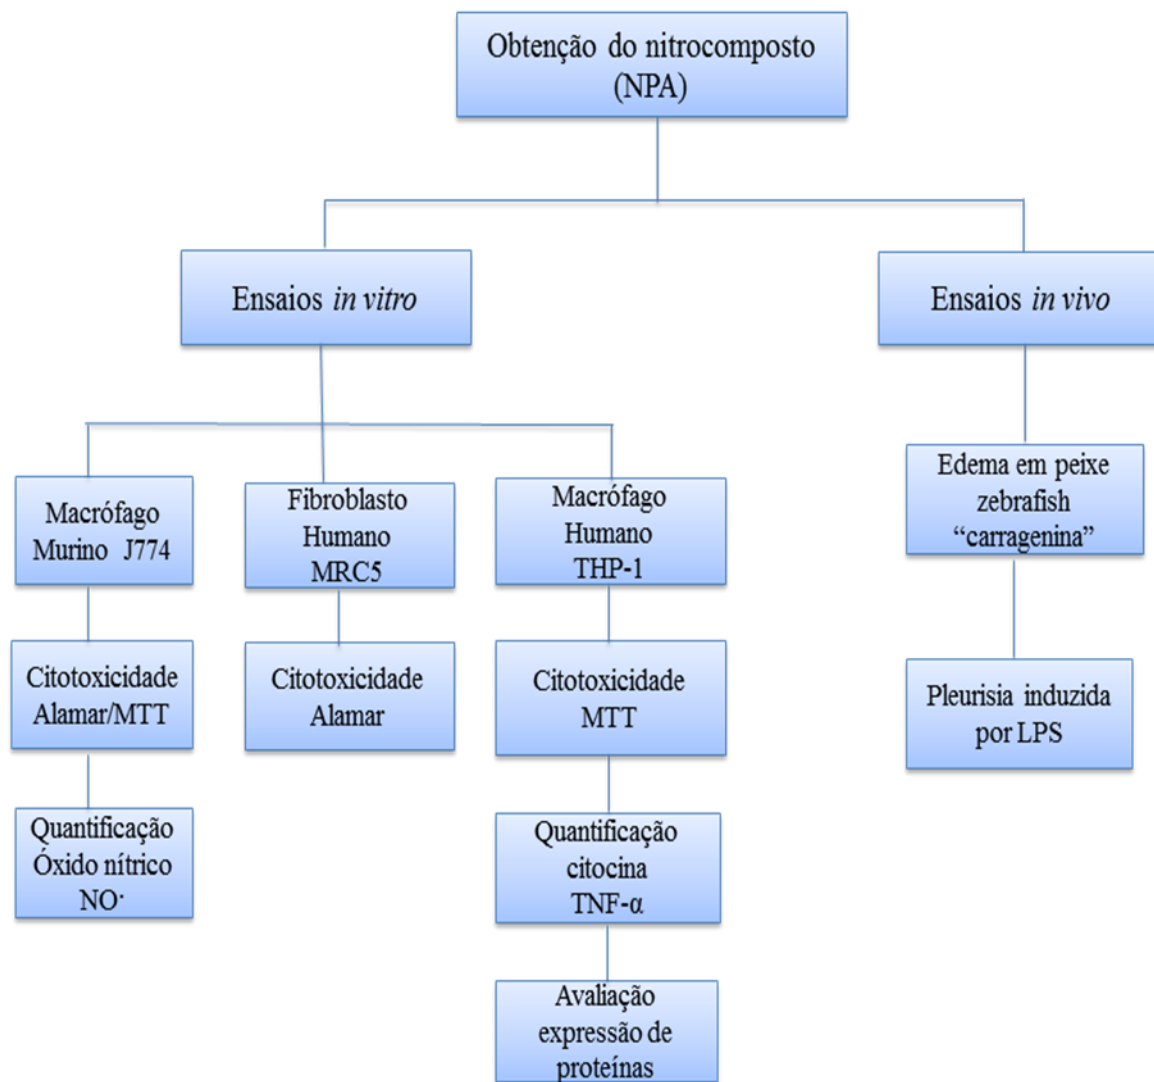 Obtenção do nitrocomposto
(NPA)
Ensaios in vitro
Ensaios in vivo
Macrófago
Murino J774
Fibroblasto
Humano
MRC5
Macrófago
Humano
THP-1
Edema em peixe
zebrafish
“carragenina”
Citotoxicidade
Alamar/MTT
Citotoxicidade
Alamar
Citotoxicidade
MTT
Pleurisia induzida
por LPS
Quantificação
Óxido nítrico
NO·
Quantificação
citocina
TNF-α
Avaliação
expressão de
proteínas